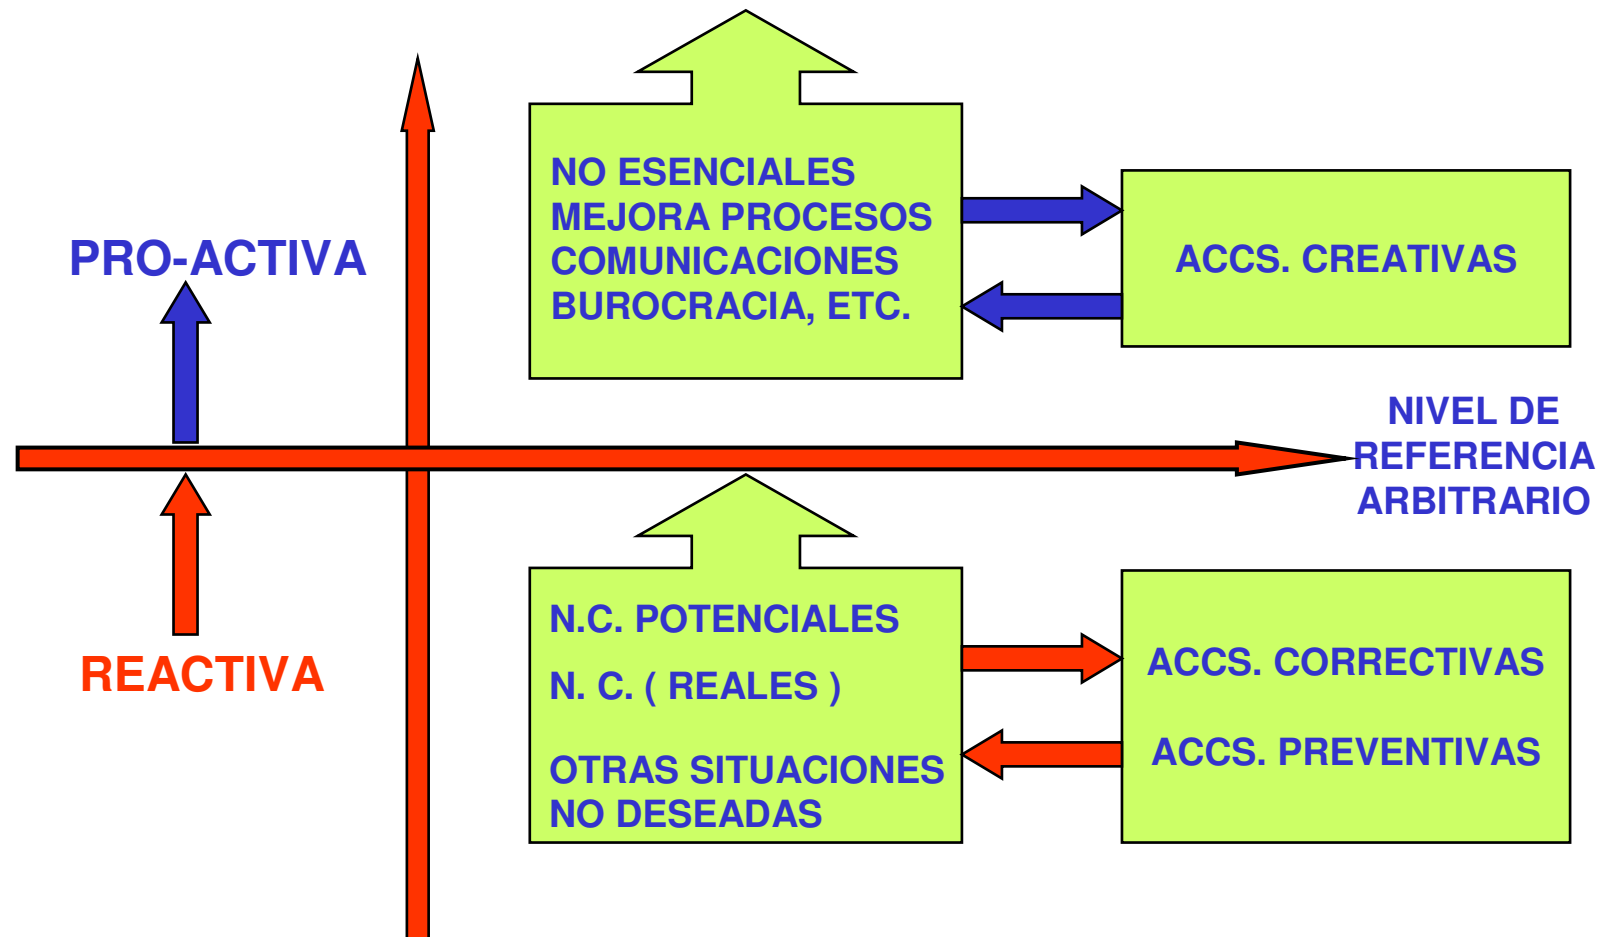 NO ESENCIALES
MEJORA PROCESOS
COMUNICACIONES
BUROCRACIA, ETC.
ACCS. CREATIVAS
PRO-ACTIVA
NIVEL DE
REFERENCIA
ARBITRARIO
REACTIVA
N.C. POTENCIALES
N. C. ( REALES )
OTRAS SITUACIONES
NO DESEADAS
ACCS. CORRECTIVAS
ACCS. PREVENTIVAS